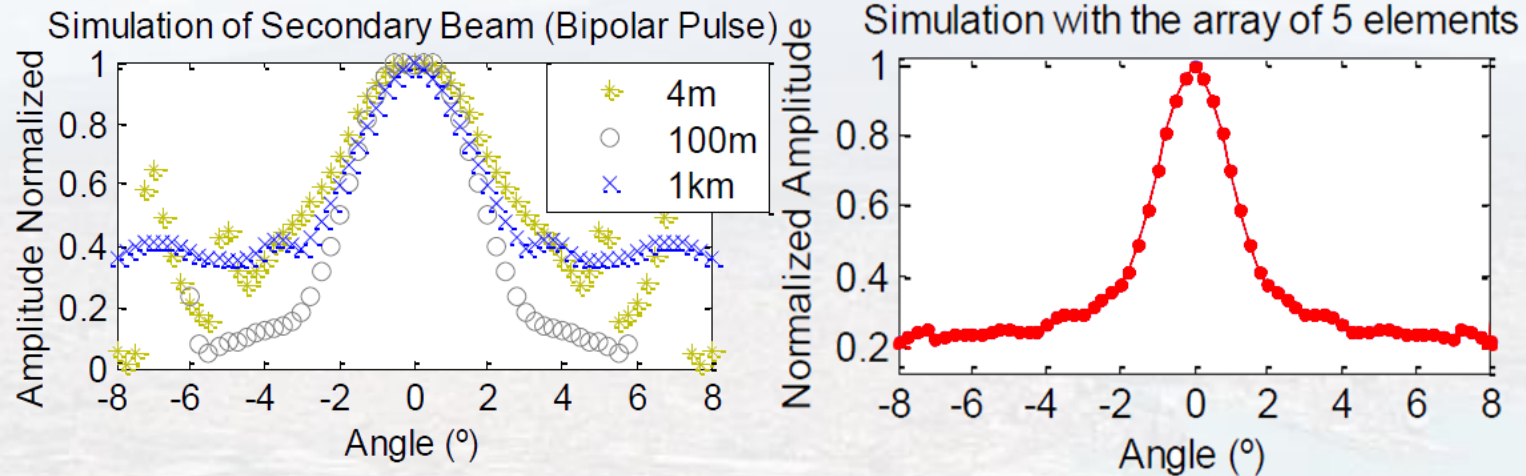 Simulation of Secondary Beam (Bipolar Pulse)
Amplitude Normalized
1
0.8
0.6
0.4
0.2
0
4m
100m
1km
-8 -6 -4 -2 0 2 4 6 8
Angle (º)
Simulation with the array of 5 elements
Normalized Amplitude
1
0.8
0.6
0.4
0.2
-8 -6 -4 -2 0 2 4 6 8
Angle (º)